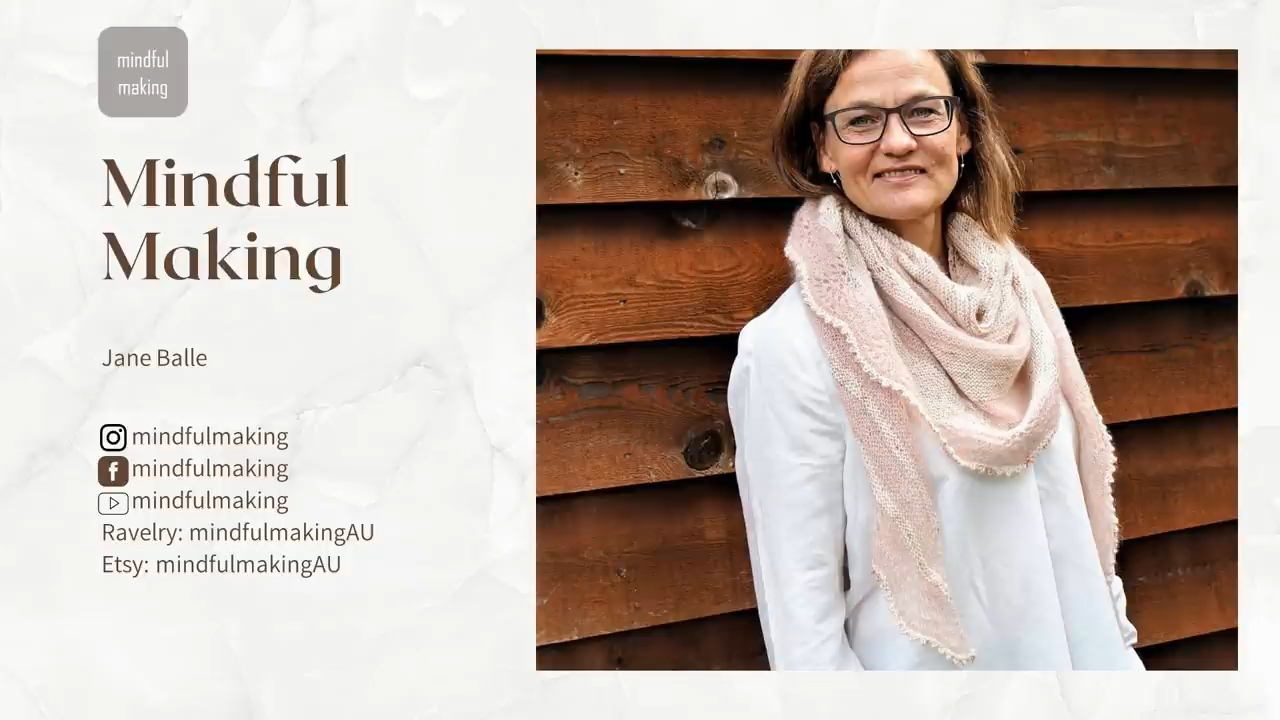 mindful
making
Mindful
Making
Jane Balle
mindfulmaking
mindfulmaking
mindfulmaking
Ravelry: mindfulmakingAU
Etsy: mindfulmakingAU